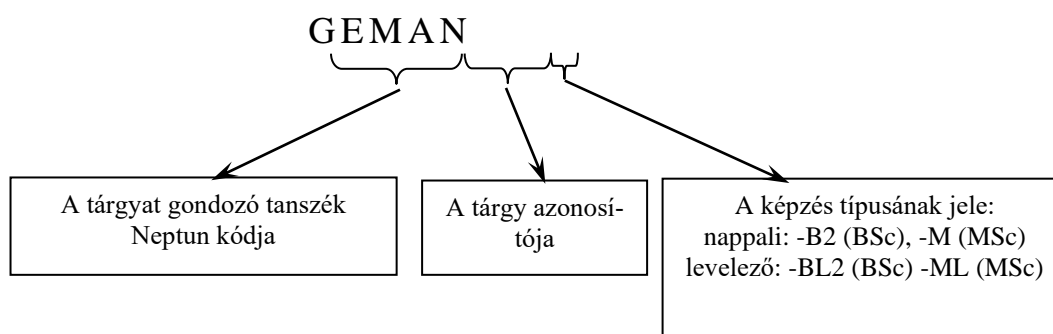 GEMAN
A tárgyat gondozó tanszék
Neptun kódja
A tárgy azonosí-
tója
A képzés típusának jele:
nappali: -B2 (BSc), -M (MSc)
levelező: -BL2 (BSc) -ML (MSc)